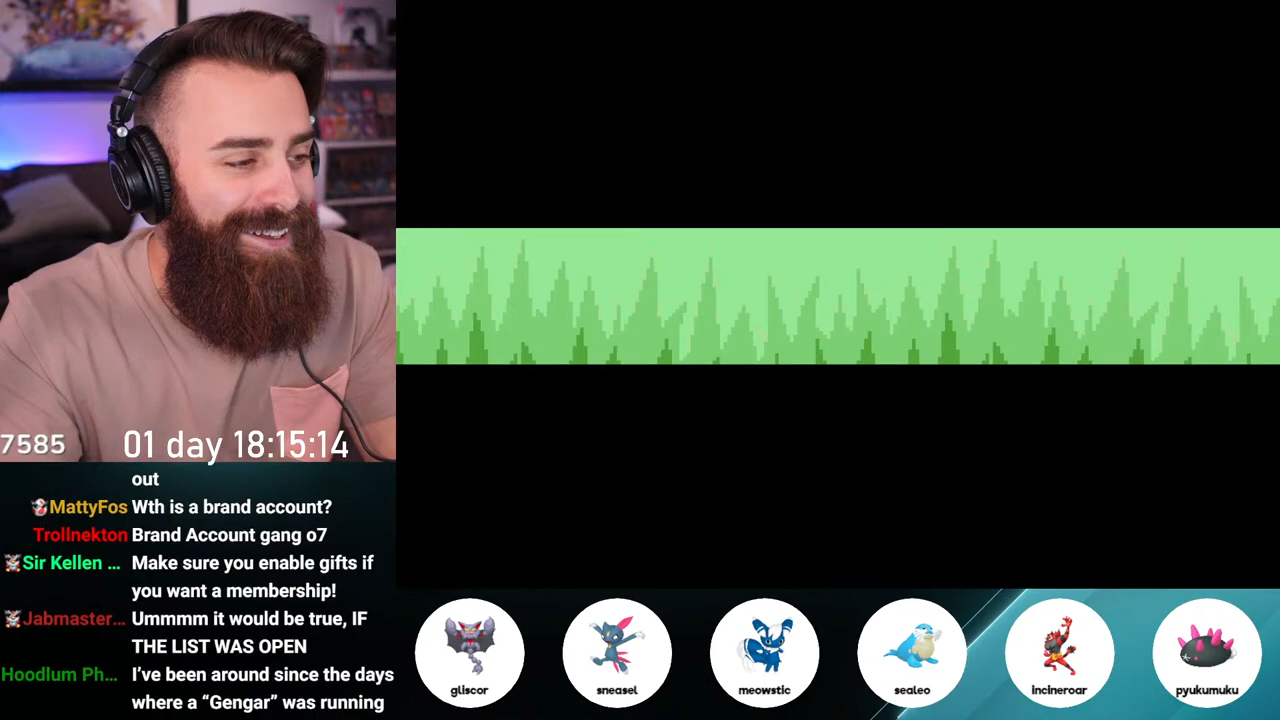 7585
01 day 18:15:14
out
MattyFos Wth is a brand account?
Trollnekton Brand Account gang o7
Sir Kellen ... Make sure you enable gifts if
you want a membership!
Jabmaster... Ummmm it would be true, IF
THE LIST WAS OPEN
Hoodlum Ph... I've been around since the days
where a “Gengar” was running
gliscor
sneasel
meowstic
sealeo
incineroar
pyukumuku